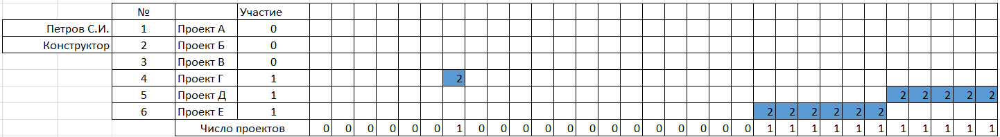 № Участие
Петров С.И. 1 Проект А 0
Конструктор 2 Проект Б 0
3 Проект В 0
4 Проект Г 1 2
5 Проект Д 1 2 2 2 2 2
6 Проект Е 1 2 2 2 2 2 2
Число проектов 0 0 0 0 0 0 1 0 0 0 0 0 0 0 0 0 0 0 0 0 1 1 1 1 1 1 1 1 1 1 1